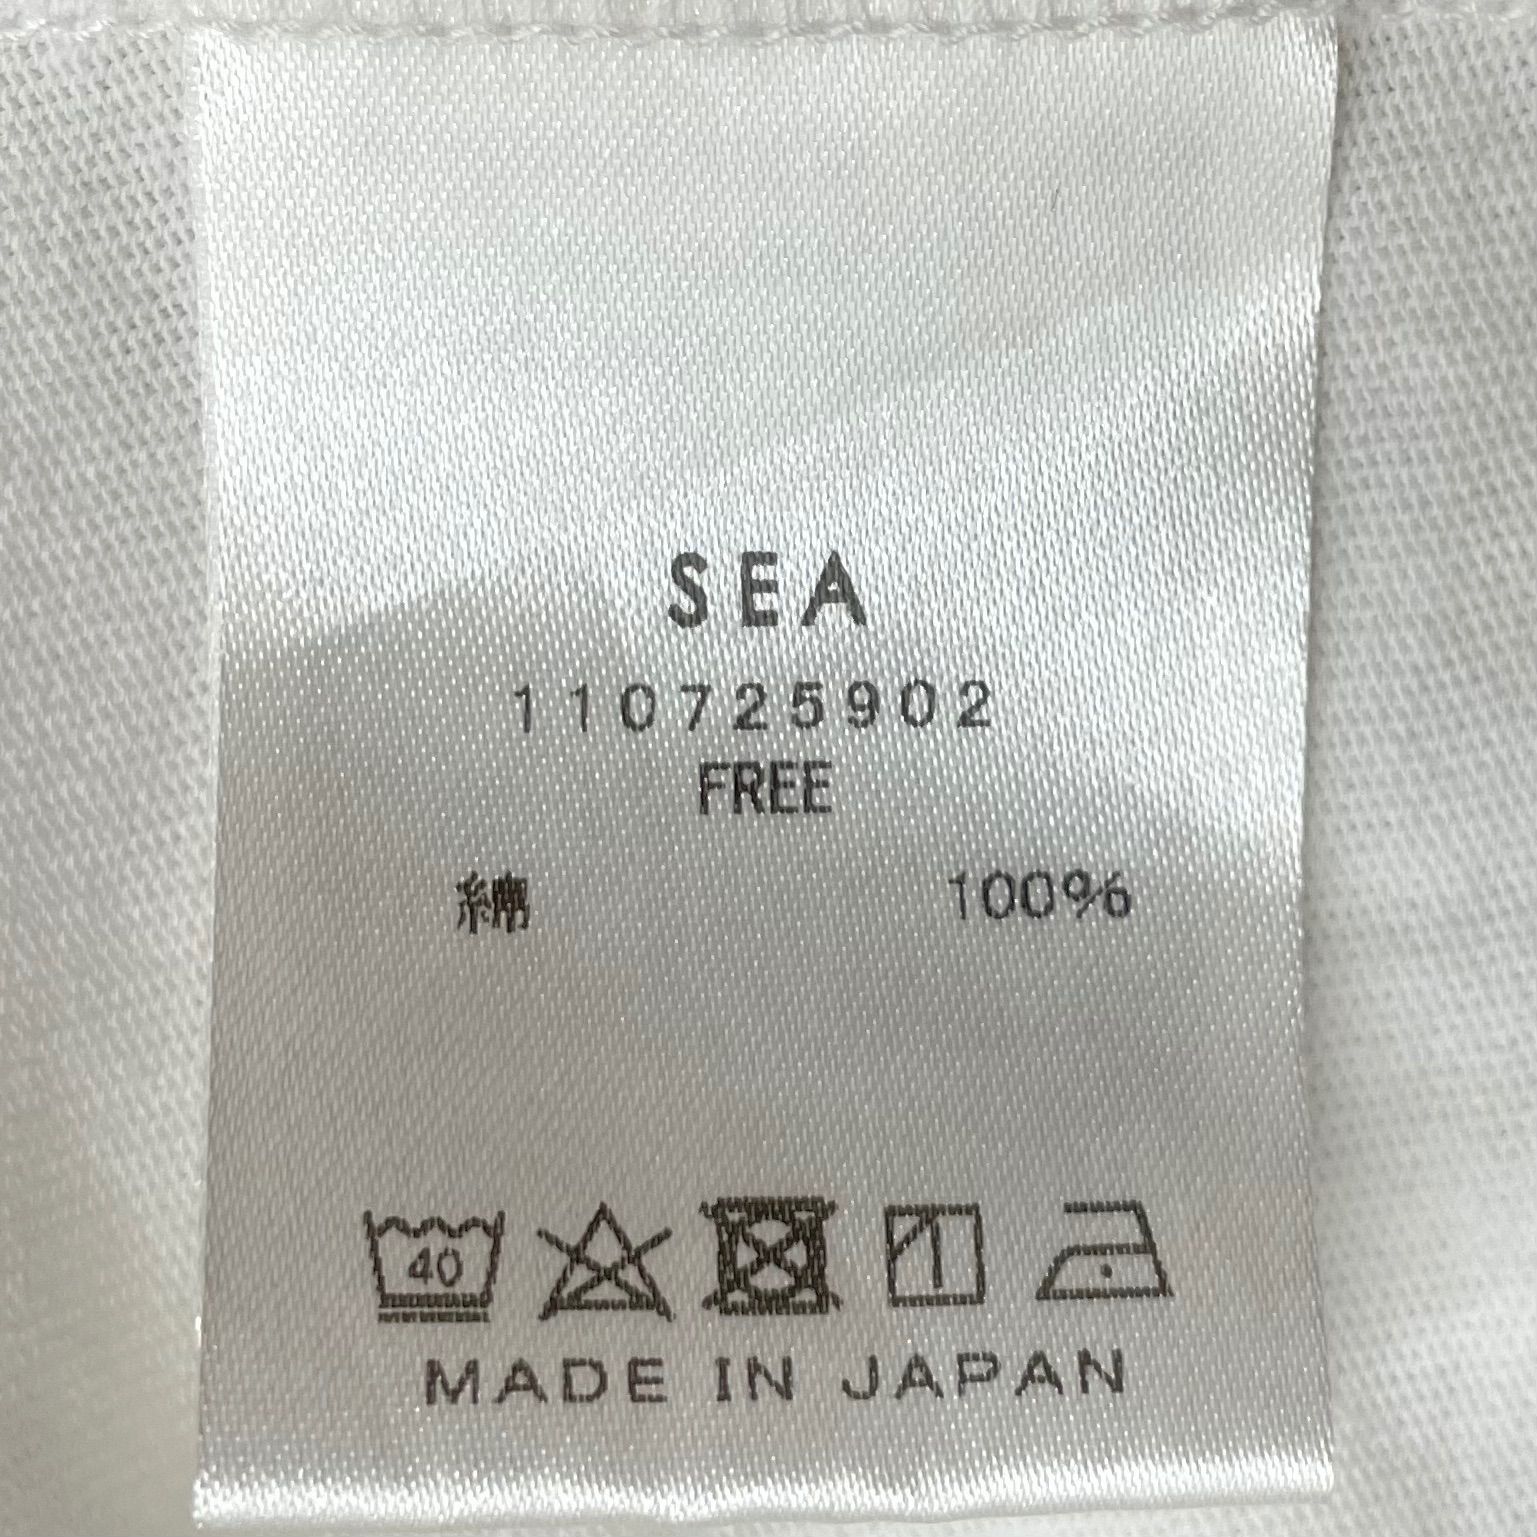 SEA
110725902
FREE
綿 100%
40
MADE IN JAPAN